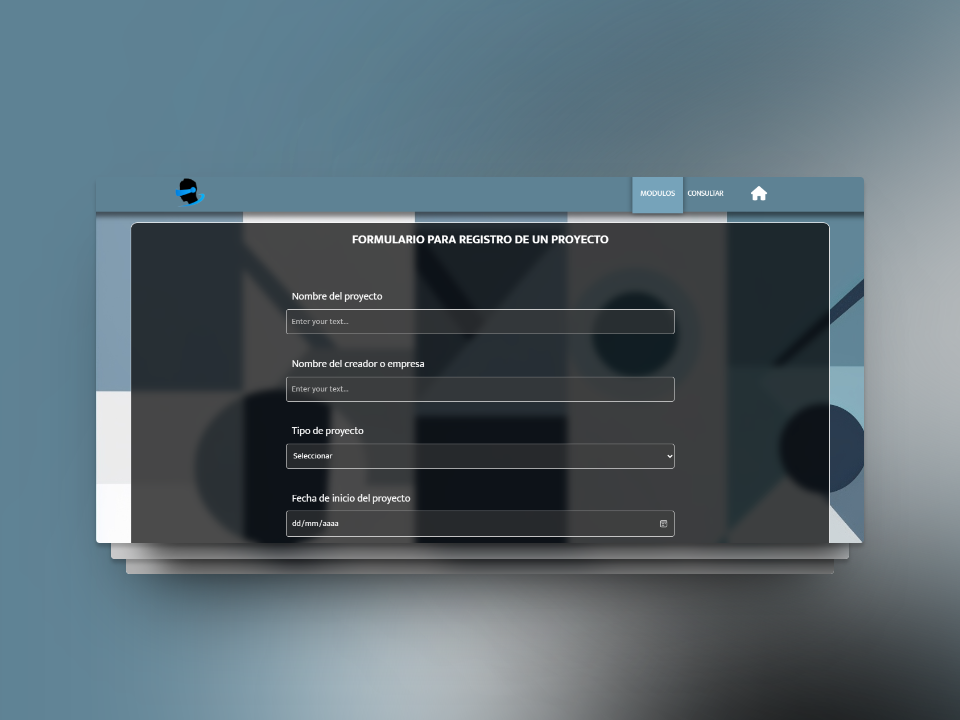 MODULOS CONSULTAR
FORMULARIO PARA REGISTRO DE UN PROYECTO
Nombre del proyecto
Enter your text...
Nombre del creador o empresa
Enter your text...
Tipo de proyecto
Seleccionar
Fecha de inicio del proyecto
dd/mm/aaaa